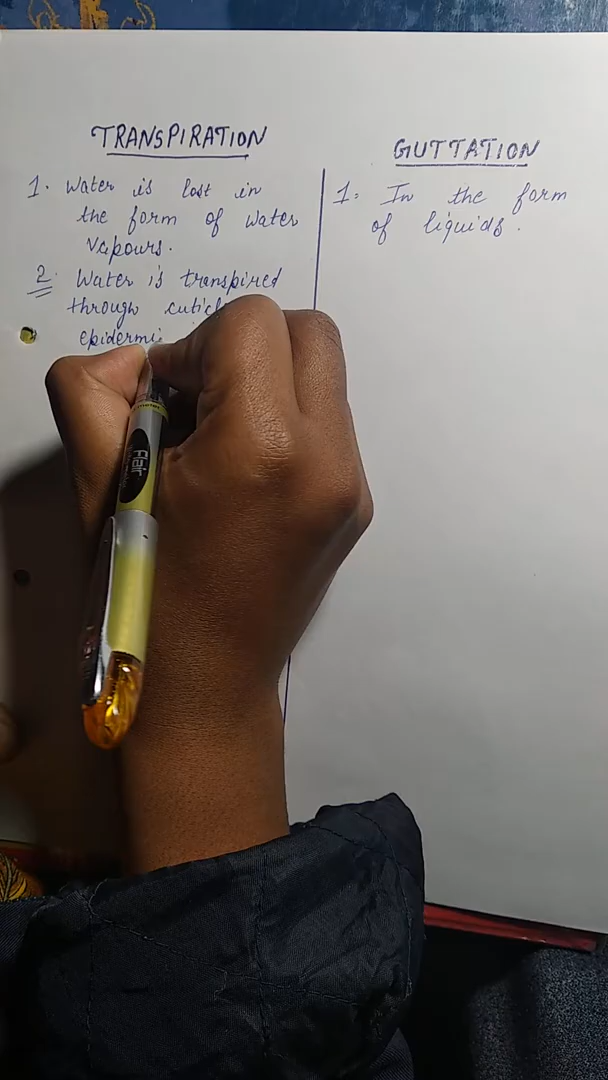 TRANSPIRATION
1. Water is lost in
the form of water
vapours.
2. Water is transpired
through
epidermi
GUTTATION
1. In the form
of liquids.
Flair